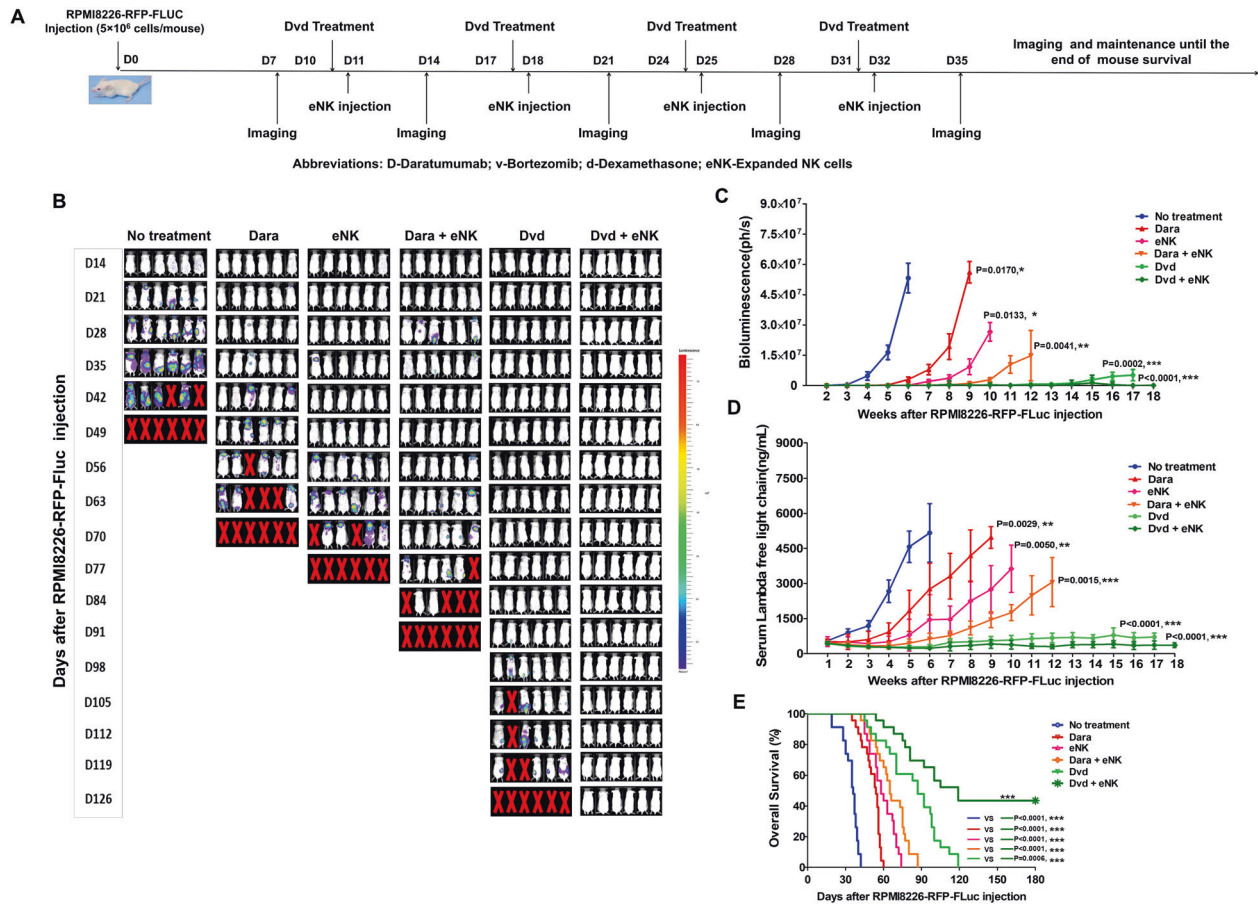 A
RPMI8226-RFP-FLUC
Injection (5×10⁶ cells/mouse)
Dvd Treatment Dvd Treatment Dvd Treatment Dvd Treatment
Imaging and maintenance until the
end of mouse survival
D0 D7 D10 D11 D14 D17 D18 D21 D24 D25 D28 D31 D32 D35
eNK injection eNK injection eNK injection eNK injection
Imaging Imaging Imaging Imaging Imaging
Abbreviations: D-Daratumumab; v-Bortezomib; d-Dexamethasone; eNK-Expanded NK cells
B
No treatment Dara eNK Dara + eNK Dvd Dvd + eNK
Days after RPMI8226-RFP-Fluc injection
D14
D21
D28
D35
D42
D49
D56
D63
D70
D77
D84
D91
D98
D105
D112
D119
D126
C
Bioluminescence(ph/s)
9.0×10⁷
7.5×10⁷
6.0×10⁷
4.5×10⁷
3.0×10⁷
1.5×10⁷
0
No treatment
Dara
eNK
Dara + eNK
Dvd
Dvd + eNK
P=0.0170,*
P=0.0133, *
P=0.0041, **
P=0.0002, ***
P<0.0001, ***
2 3 4 5 6 7 8 9 10 11 12 13 14 15 16 17 18
Weeks after RPMI8226-RFP-FLuc injection
D
Serum Lambda free light chain(ng/mL)
9000
7500
6000
4500
3000
1500
0
No treatment
Dara
eNK
Dara + eNK
Dvd
Dvd + eNK
P=0.0029, **
P=0.0050, **
P=0.0015,***
P<0.0001, ***
P<0.0001, ***
1 2 3 4 5 6 7 8 9 10 11 12 13 14 15 16 17 18
Weeks after RPMI8226-RFP-FLuc injection
E
Overall Survival (%)
100
80
60
40
20
0
No treatment
Dara
eNK
Dara + eNK
Dvd
Dvd + eNK
***
VS P<0.0001, ***
VS P<0.0001, ***
VS P<0.0001, ***
VS P<0.0001, ***
VS P=0.0006, ***
0 30 60 90 119 150 180
Days after RPMI8226-RFP-FLuc injection